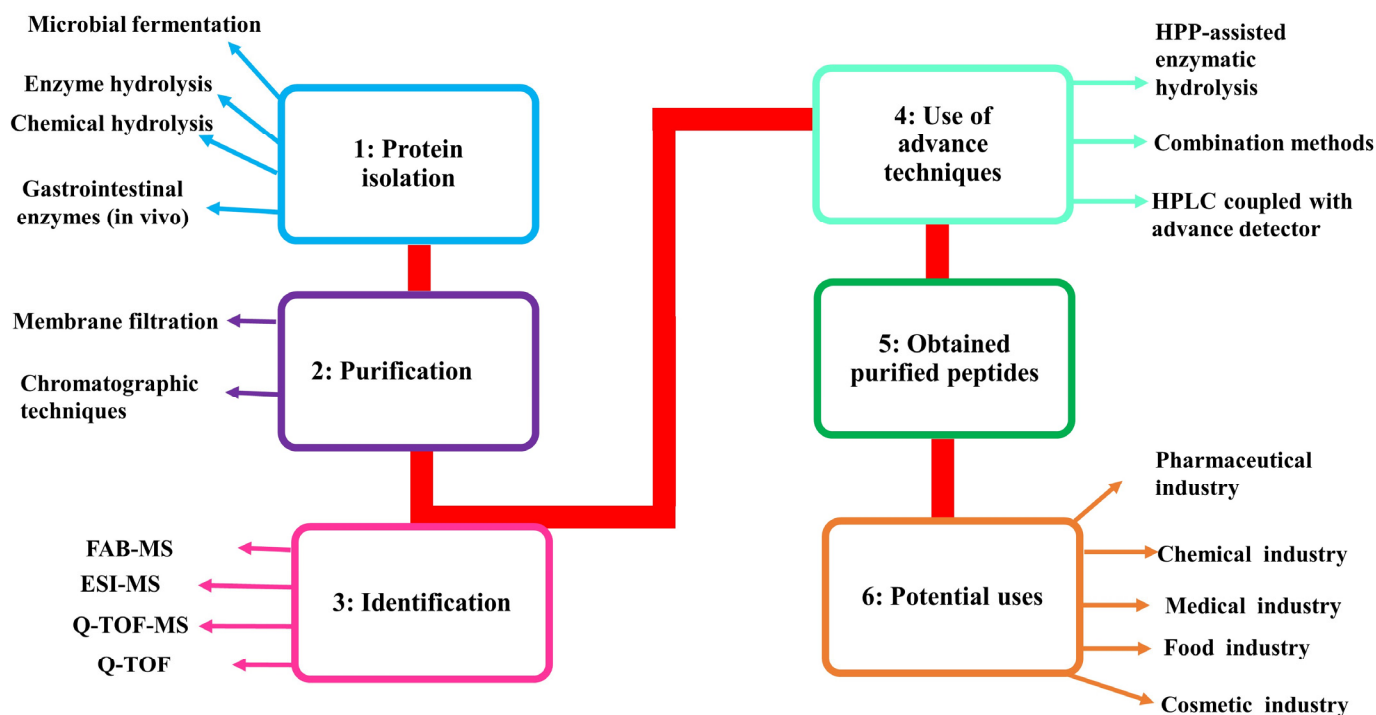 Microbial fermentation
Enzyme hydrolysis
Chemical hydrolysis
Gastrointestinal
enzymes (in vivo)
1: Protein
isolation
Membrane filtration
Chromatographic
techniques
2: Purification
FAB-MS
ESI-MS
Q-TOF-MS
Q-TOF
3: Identification
4: Use of
advance
techniques
HPP-assisted
enzymatic
hydrolysis
Combination methods
HPLC coupled with
advance detector
5: Obtained
purified peptides
6: Potential uses
Pharmaceutical
industry
Chemical industry
Medical industry
Food industry
Cosmetic industry